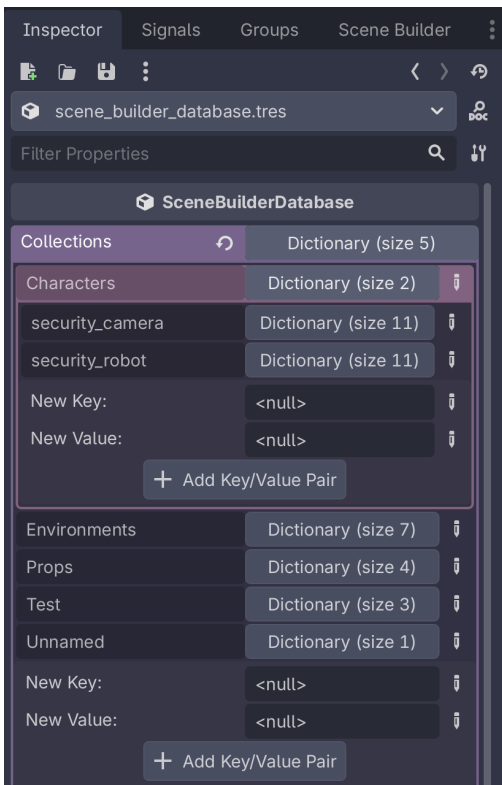 Inspector Signals Groups Scene Builder
scene_builder_database.tres
DOC
Filter Properties
SceneBuilderDatabase
Collections Dictionary (size 5)
Characters Dictionary (size 2)
security_camera Dictionary (size 11)
security_robot Dictionary (size 11)
New Key: <null>
New Value: <null>
Add Key/Value Pair
Environments Dictionary (size 7)
Props Dictionary (size 4)
Test Dictionary (size 3)
Unnamed Dictionary (size 1)
New Key: <null>
New Value: <null>
Add Key/Value Pair